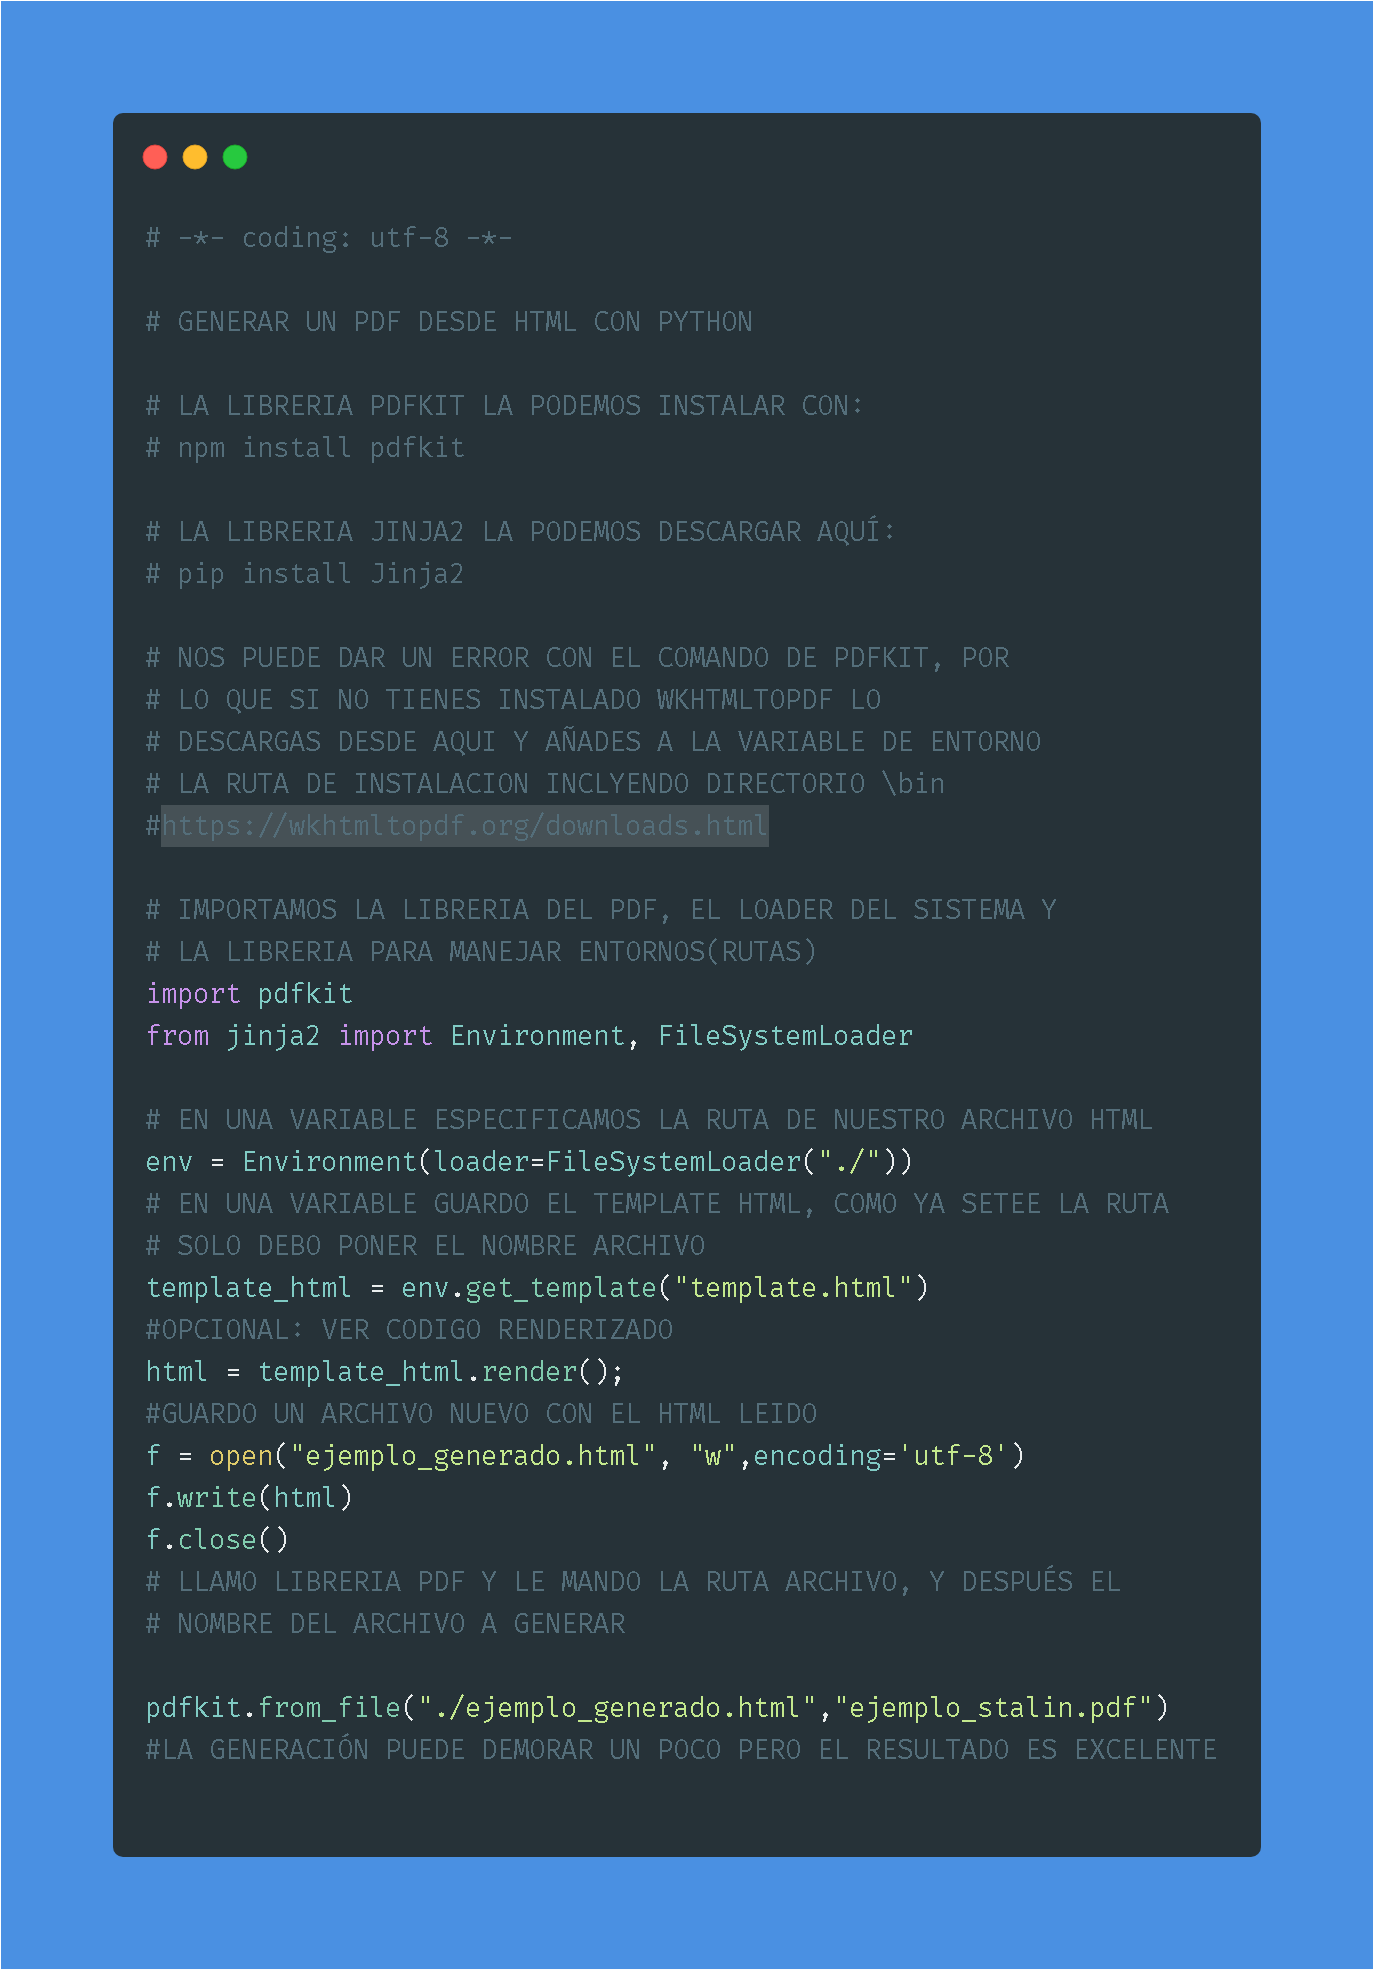 # -*- coding: utf-8 -*-
# GENERAR UN PDF DESDE HTML CON PYTHON
# LA LIBRERIA PDFKIT LA PODEMOS INSTALAR CON:
# npm install pdfkit
# LA LIBRERIA JINJA2 LA PODEMOS DESCARGAR AQUÍ:
# pip install Jinja2
# NOS PUEDE DAR UN ERROR CON EL COMANDO DE PDFKIT, POR
# LO QUE SI NO TIENES INSTALADO WKHTMLTOPDF LO
# DESCARGAS DESDE AQUI Y AÑADES A LA VARIABLE DE ENTORNO
# LA RUTA DE INSTALACION INCLYENDO DIRECTORIO \bin
#https://wkhtmltopdf.org/downloads.html
# IMPORTAMOS LA LIBRERIA DEL PDF, EL LOADER DEL SISTEMA Y
# LA LIBRERIA PARA MANEJAR ENTORNOS(RUTAS)
import pdfkit
from jinja2 import Environment, FileSystemLoader
# EN UNA VARIABLE ESPECIFICAMOS LA RUTA DE NUESTRO ARCHIVO HTML
env = Environment(loader=FileSystemLoader("./"))
# EN UNA VARIABLE GUARDO EL TEMPLATE HTML, COMO YA SETEE LA RUTA
# SOLO DEBO PONER EL NOMBRE ARCHIVO
template_html = env.get_template("template.html")
#OPCIONAL: VER CODIGO RENDERIZADO
html = template_html.render();
#GUARDO UN ARCHIVO NUEVO CON EL HTML LEIDO
f = open("ejemplo_generado.html", "w",encoding='utf-8')
f.write(html)
f.close()
# LLAMO LIBRERIA PDF Y LE MANDO LA RUTA ARCHIVO, Y DESPUÉS EL
# NOMBRE DEL ARCHIVO A GENERAR
pdfkit.from_file("./ejemplo_generado.html","ejemplo_stalin.pdf")
#LA GENERACIÓN PUEDE DEMORAR UN POCO PERO EL RESULTADO ES EXCELENTE